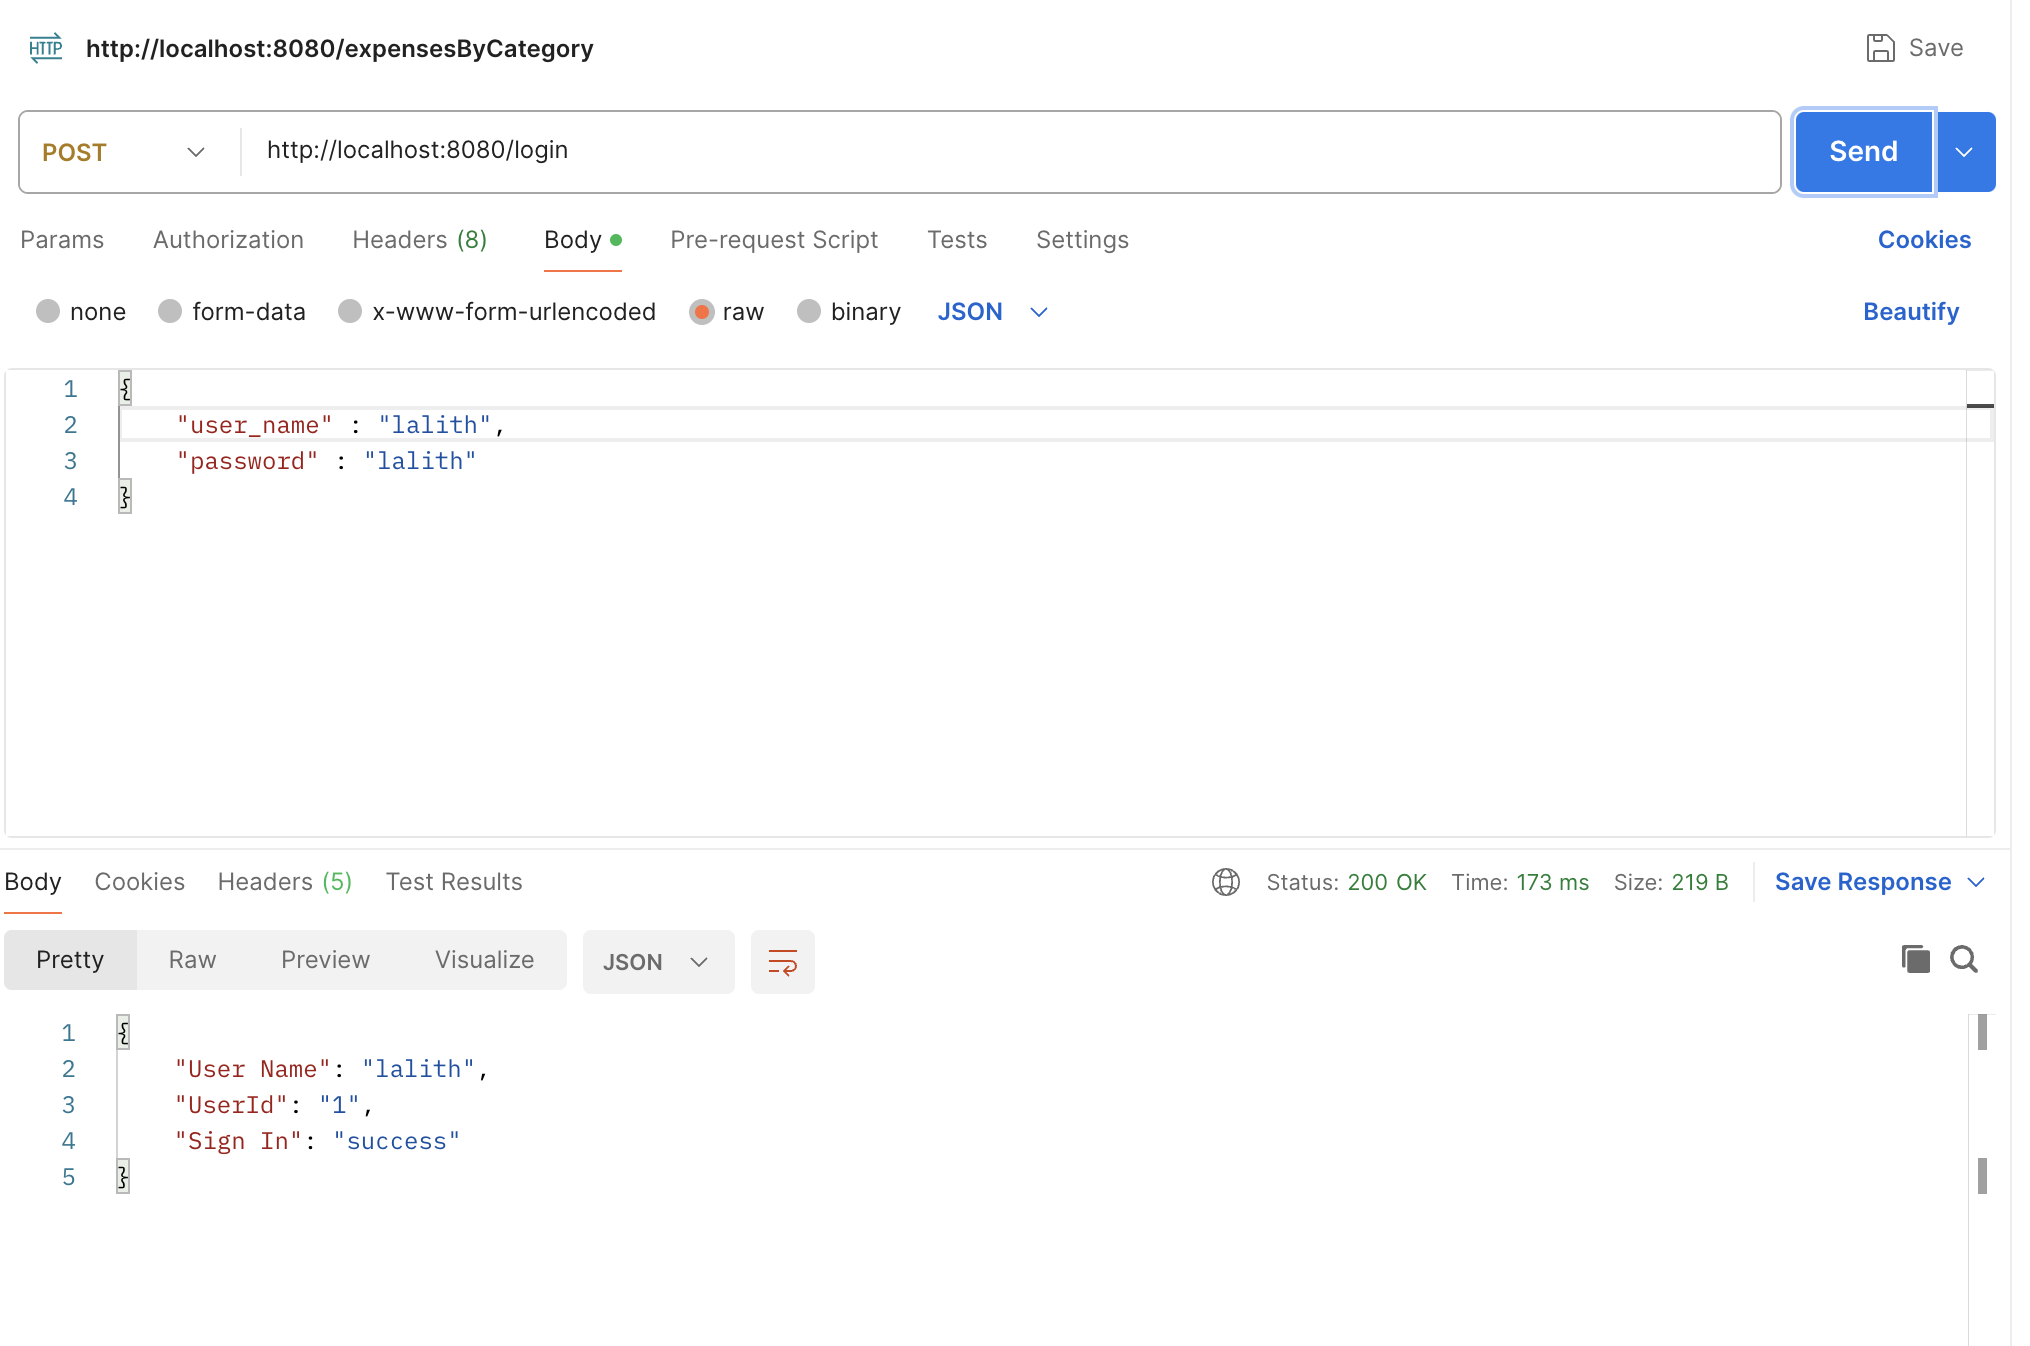 HTTP http://localhost:8080/expensesByCategory Save
POST http://localhost:8080/login Send
Params Authorization Headers (8) Body Pre-request Script Tests Settings Cookies
none form-data x-www-form-urlencoded raw binary JSON Beautify
1 {
2 "user_name" : "lalith",
3 "password" : "lalith"
4 }
Body Cookies Headers (5) Test Results Status: 200 OK Time: 173 ms Size: 219 B Save Response
Pretty Raw Preview Visualize JSON
1 {
2 "User Name": "lalith",
3 "UserId": "1",
4 "Sign In": "success"
5 }